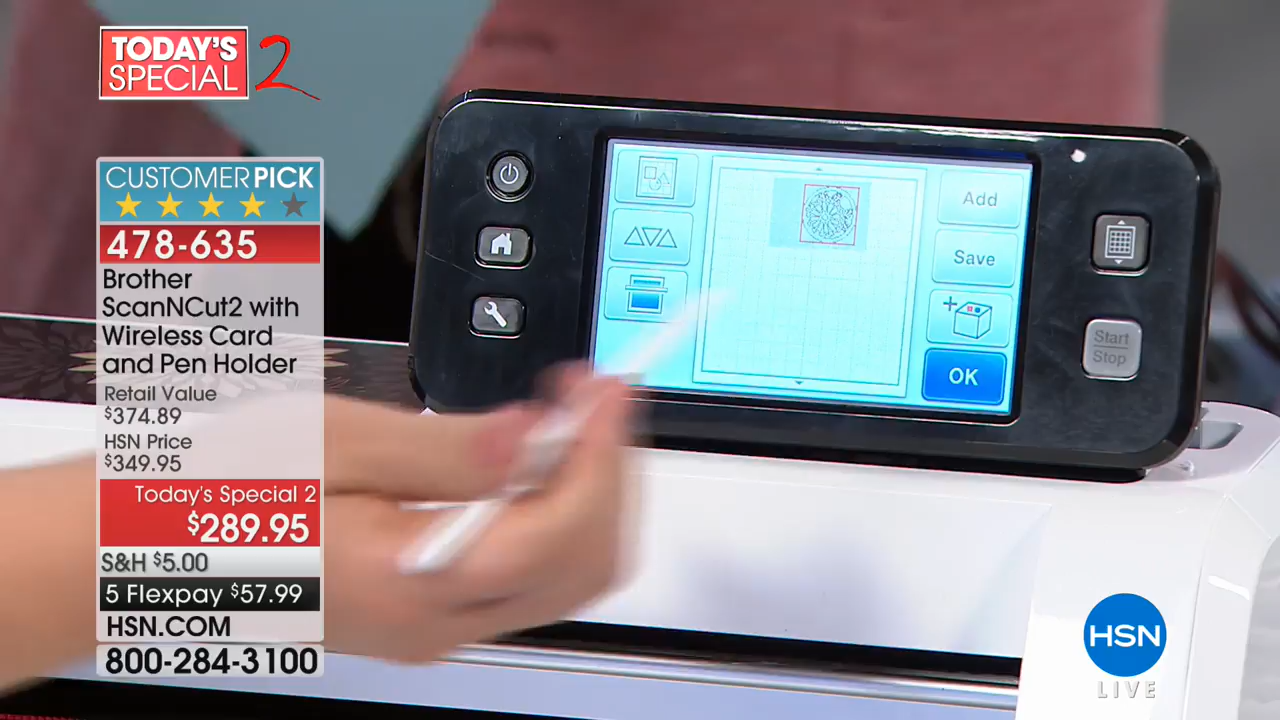 TODAY'S
SPECIAL 2
CUSTOMER PICK
478-635
Brother
ScanNCut2 with
Wireless Card
and Pen Holder
Retail Value
$374.89
HSN Price
$349.95
Today's Special 2
$289.95
S&H $5.00
5 Flexpay $57.99
HSN.COM
800-284-3100
Add
Save
OK
Start
Stop
HSN
LIVE